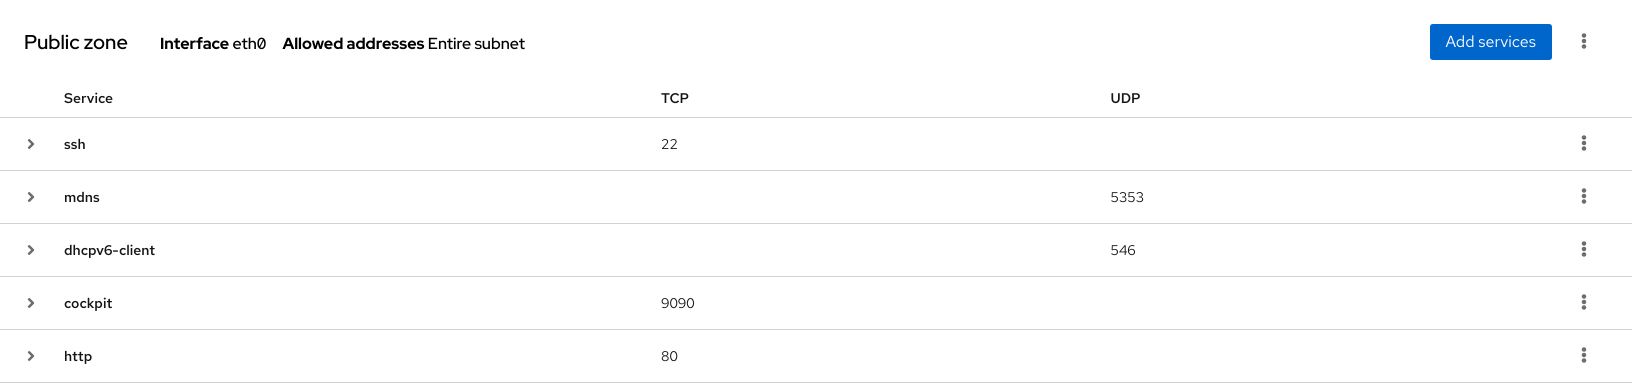 Public zone Interface eth0 Allowed addresses Entire subnet Add services
Service TCP UDP
ssh 22
mdns 5353
dhcpv6-client 546
cockpit 9090
http 80